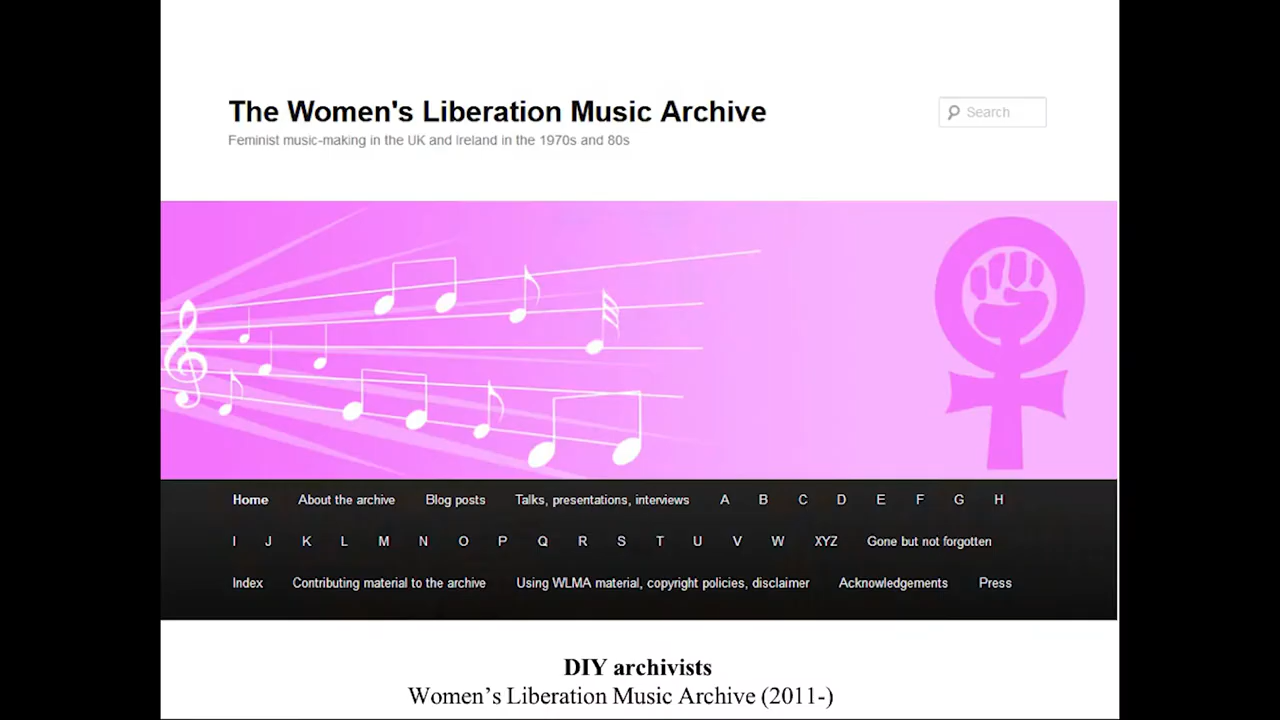 The Women's Liberation Music Archive
Search
Feminist music-making in the UK and Ireland in the 1970s and 80s
Home About the archive Blog posts Talks, presentations, interviews A B C D E F G H
I J K L M N O P Q R S T U V W XYZ Gone but not forgotten
Index Contributing material to the archive Using WLMA material, copyright policies, disclaimer Acknowledgements Press
DIY archivists
Women’s Liberation Music Archive (2011-)